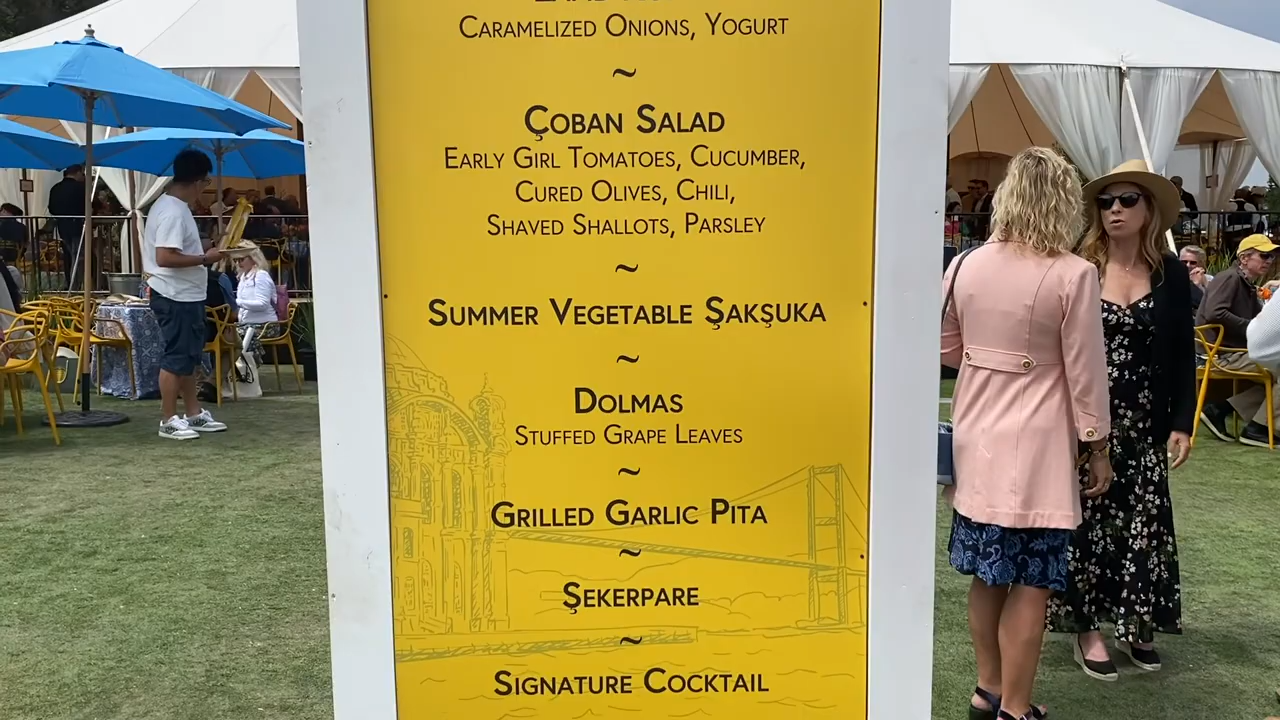 Caramelized Onions, Yogurt
~
Çoban Salad
Early Girl Tomatoes, Cucumber,
Cured Olives, Chili,
Shaved Shallots, Parsley
~
Summer Vegetable Şakşuka
~
Dolmas
Stuffed Grape Leaves
~
Grilled Garlic Pita
~
Şekerpare
~
Signature Cocktail